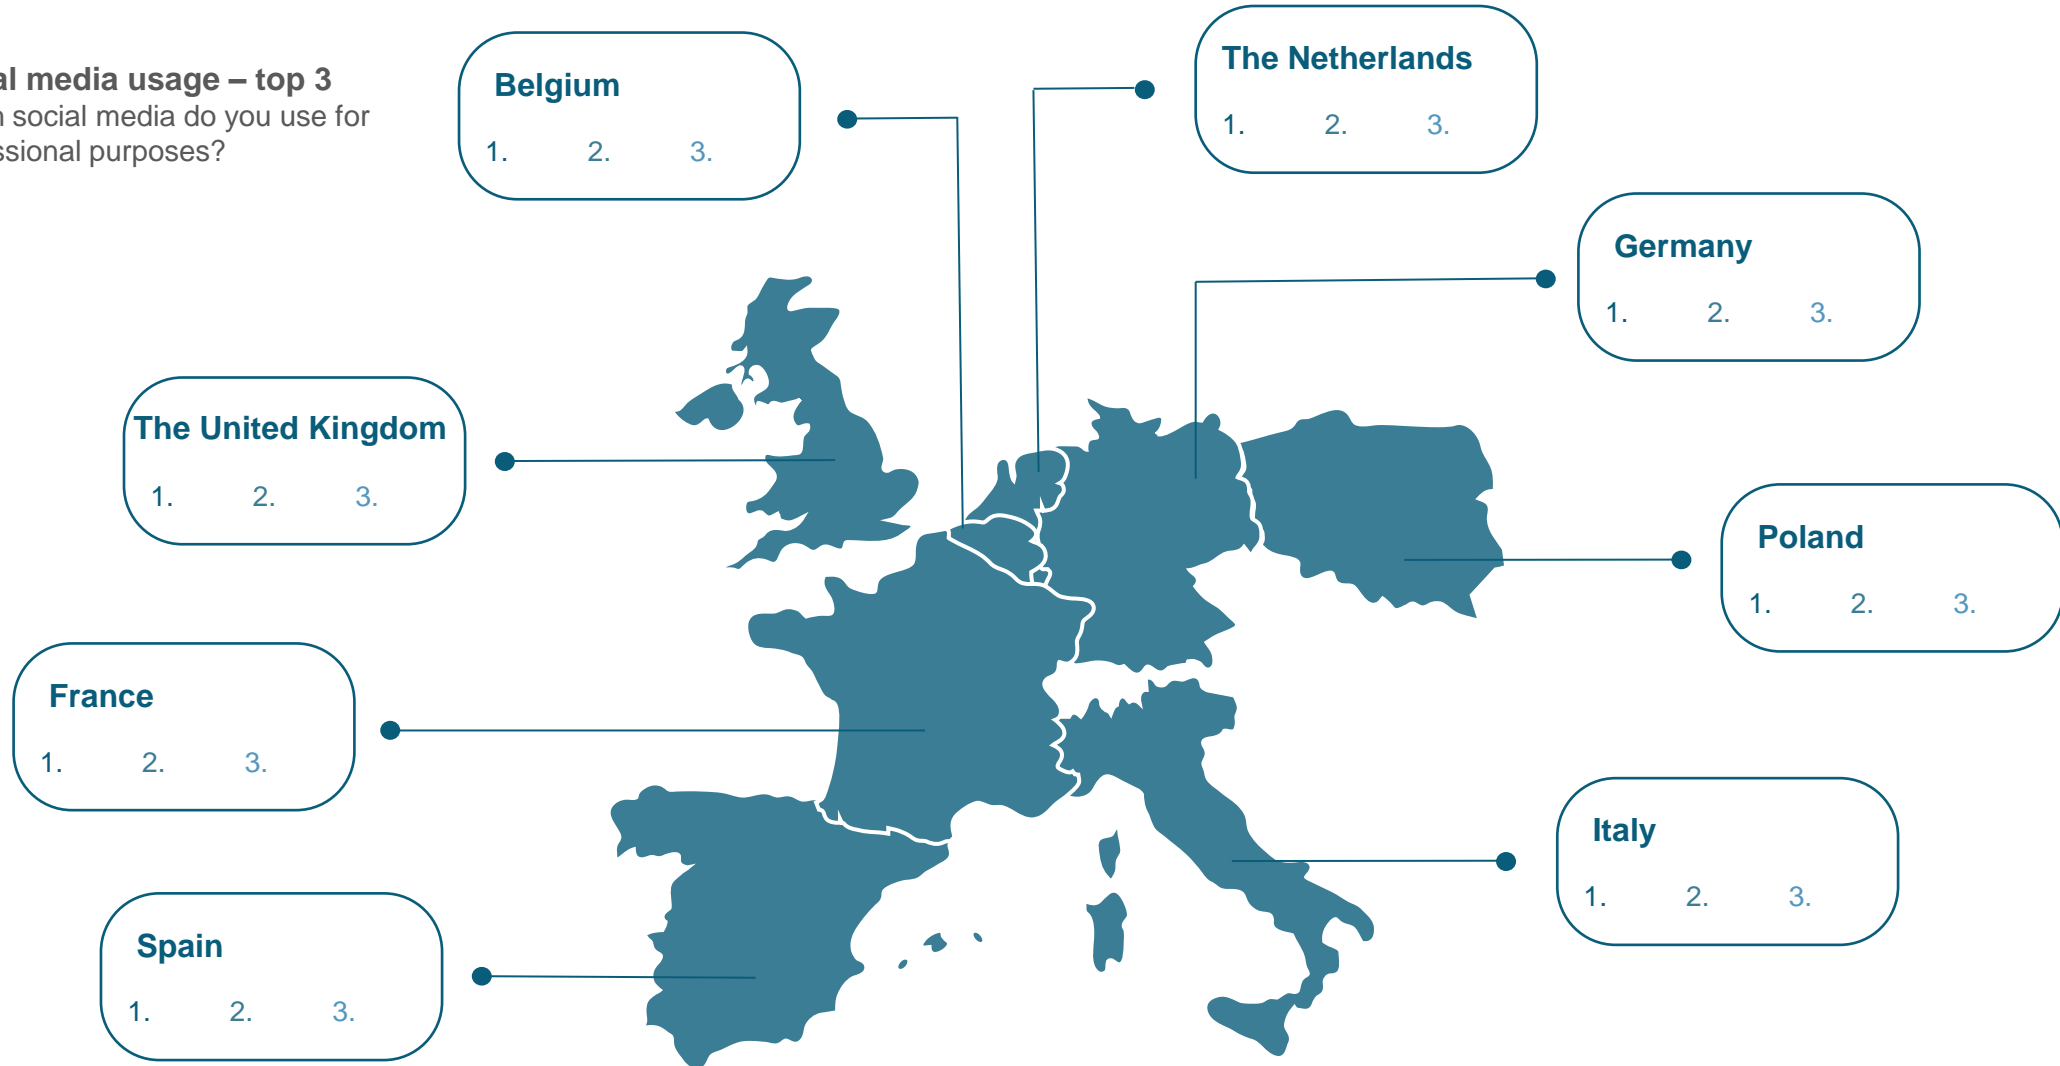 al media usage – top 3
n social media do you use for
ssional purposes?
Belgium
1. 2. 3.
The Netherlands
1. 2. 3.
Germany
1. 2. 3.
The United Kingdom
1. 2. 3.
Poland
1. 2. 3.
France
1. 2. 3.
Italy
1. 2. 3.
Spain
1. 2. 3.